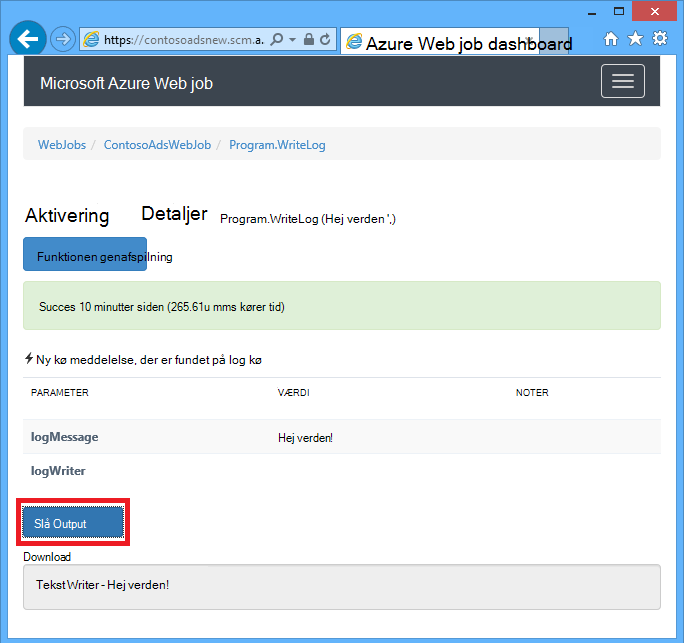 https://contosoadsnew.scm.a.
Azure Web job dashboard
Microsoft Azure Web job
WebJobs / ContosoAdsWebJob / Program.WriteLog
Aktivering Detaljer Program.WriteLog (Hej verden ',)
Funktionen genafspilning
Succes 10 minutter siden (265.61u mms kører tid)
Ny kø meddelelse, der er fundet på log kø
PARAMETER VÆRDI NOTER
logMessage Hej verden!
logWriter
Slå Output
Download
Tekst Writer - Hej verden!